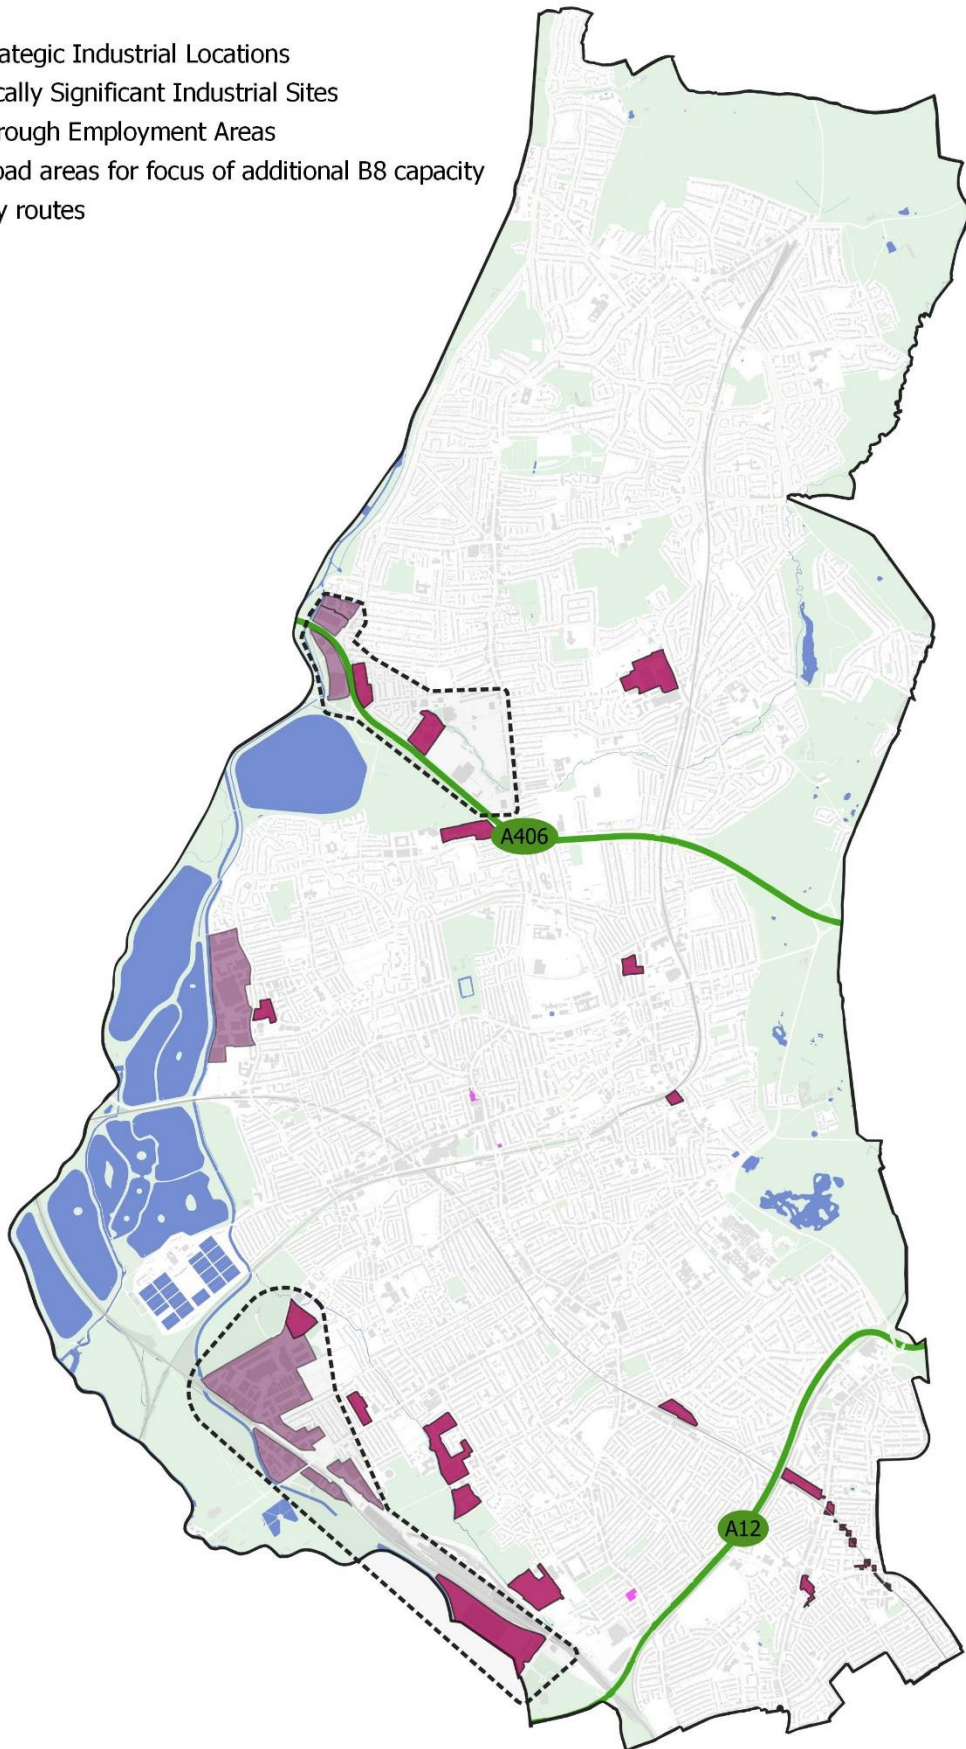 ategic Industrial Locations
cally Significant Industrial Sites
rough Employment Areas
oad areas for focus of additional B8 capacity
y routes
A406
A12